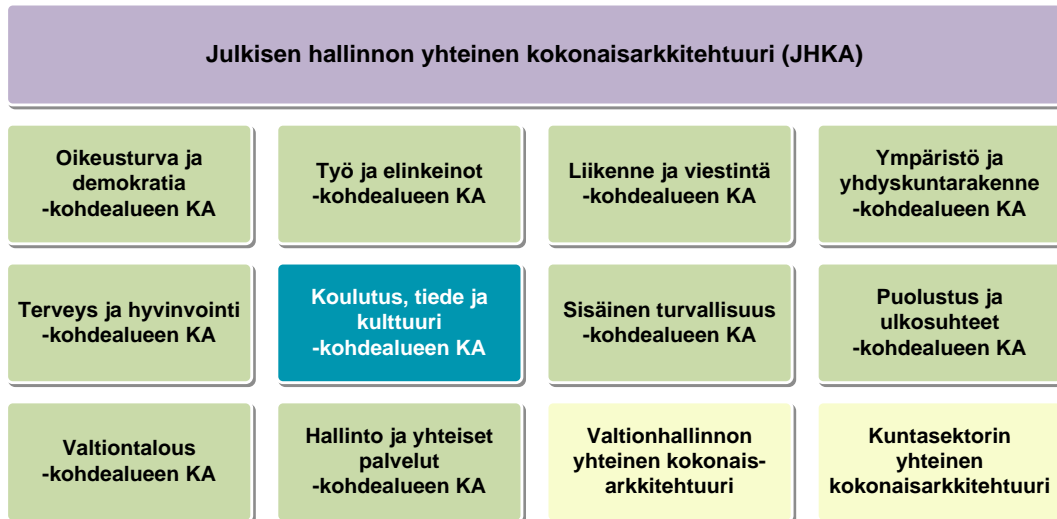 Julkisen hallinnon yhteinen kokonaisarkkitehtuuri (JHKA)
Oikeusturva ja
demokratia
-kohdealueen KA
Työ ja elinkeinot
-kohdealueen KA
Liikenne ja viestintä
-kohdealueen KA
Ympäristö ja
yhdyskuntarakenne
-kohdealueen KA
Terveys ja hyvinvointi
-kohdealueen KA
Koulutus, tiede ja
kulttuuri
-kohdealueen KA
Sisäinen turvallisuus
-kohdealueen KA
Puolustus ja
ulkosuhteet
-kohdealueen KA
Valtiontalous
-kohdealueen KA
Hallinto ja yhteiset
palvelut
-kohdealueen KA
Valtionhallinnon
yhteinen kokonais-
arkkitehtuuri
Kuntasektorin
yhteinen
kokonaisarkkitehtuuri